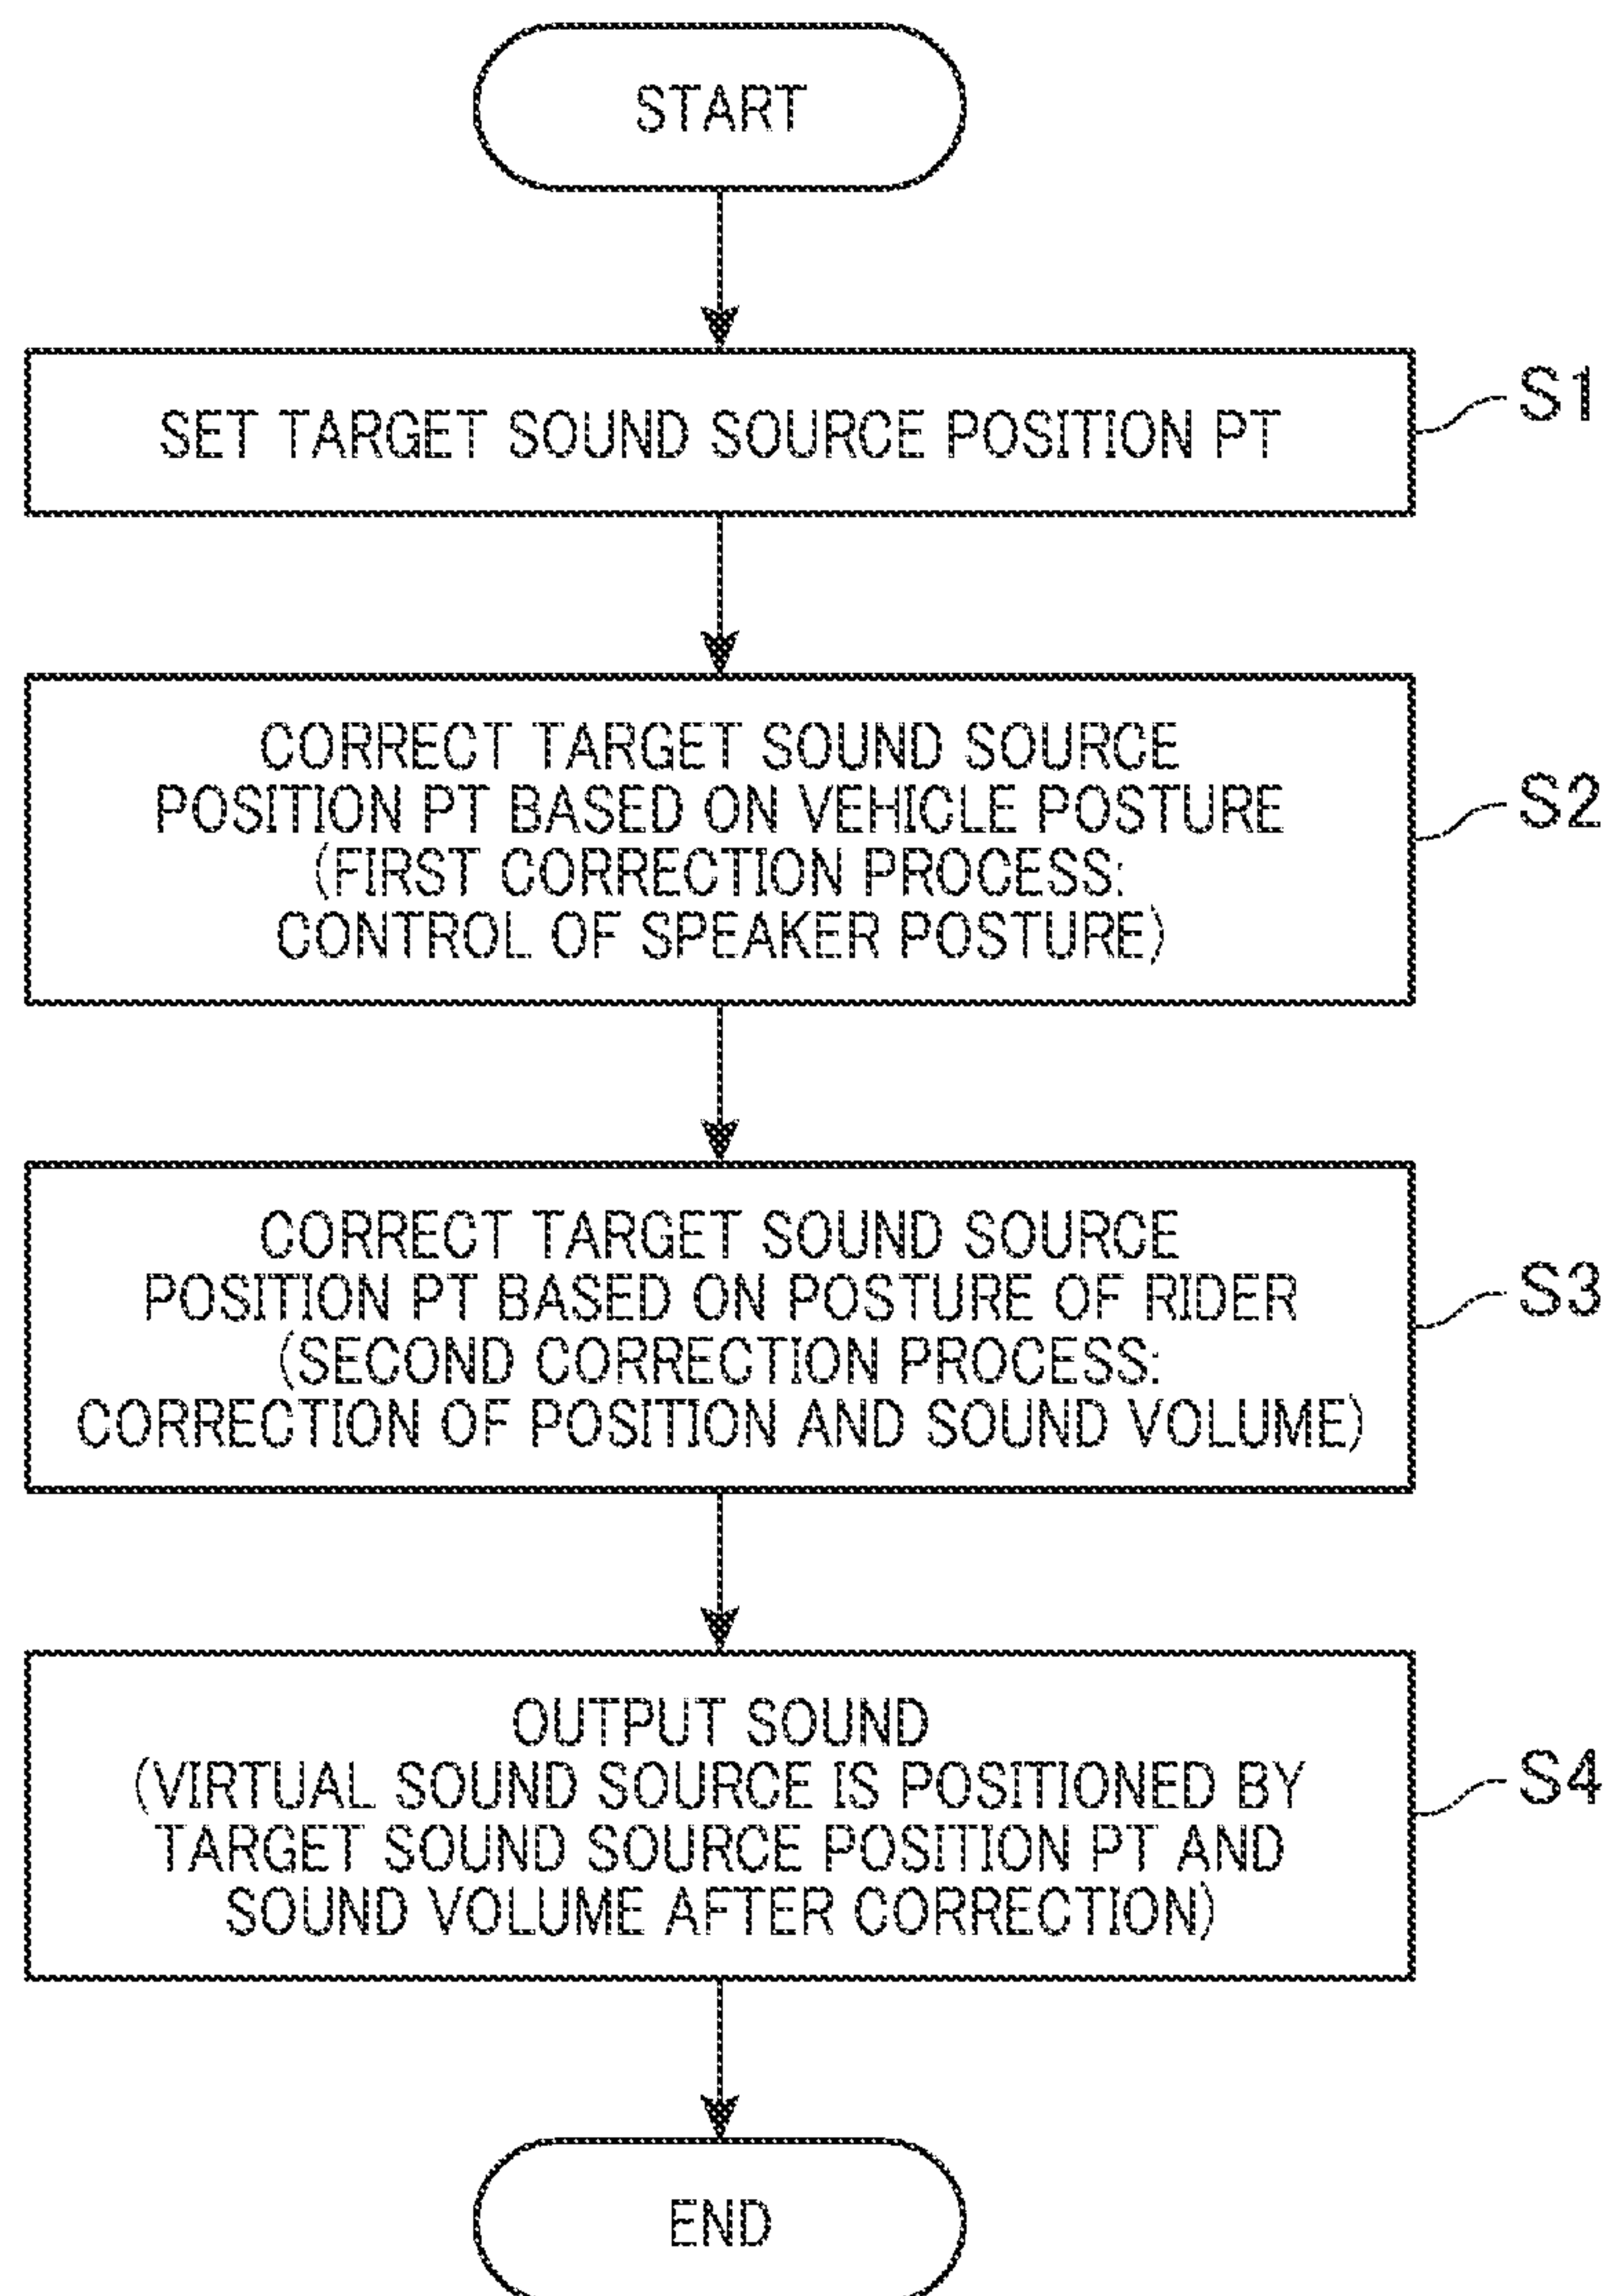 START
SET TARGET SOUND SOURCE POSITION PT
S1
CORRECT TARGET SOUND SOURCE
POSITION PT BASED ON VEHICLE POSTURE
(FIRST CORRECTION PROCESS:
CONTROL OF SPEAKER POSTURE)
S2
CORRECT TARGET SOUND SOURCE
POSITION PT BASED ON POSTURE OF RIDER
(SECOND CORRECTION PROCESS:
CORRECTION OF POSITION AND SOUND VOLUME)
S3
OUTPUT SOUND
(VIRTUAL SOUND SOURCE IS POSITIONED BY
TARGET SOUND SOURCE POSITION PT AND
SOUND VOLUME AFTER CORRECTION)
S4
END